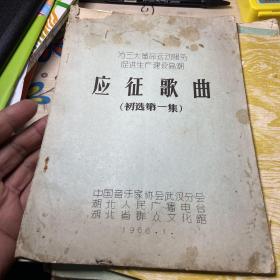 为三大革命运动服务
促进生产建设高潮
应征歌曲
(初选第一集)
中国音乐家协会武汉分会
湖北人民广播电台
湖北省群众文化馆
1966.1.